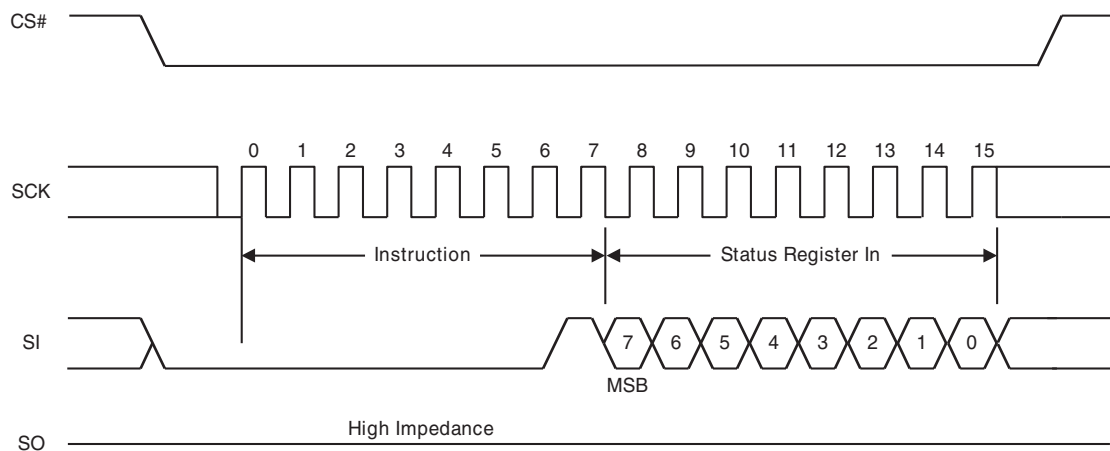 CS#
0 1 2 3 4 5 6 7 8 9 10 11 12 13 14 15
SCK
Instruction Status Register In
SI 7 6 5 4 3 2 1 0
MSB
High Impedance
SO